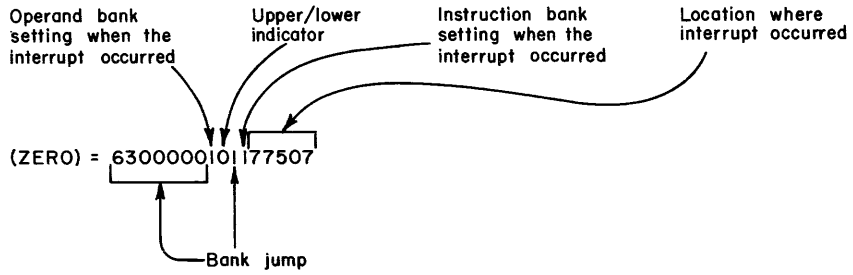 Operand bank
setting when the
interrupt occurred
Upper/lower
indicator
Instruction bank
setting when the
interrupt occurred
Location where
interrupt occurred
(ZERO) = 6300000101177507
Bank jump